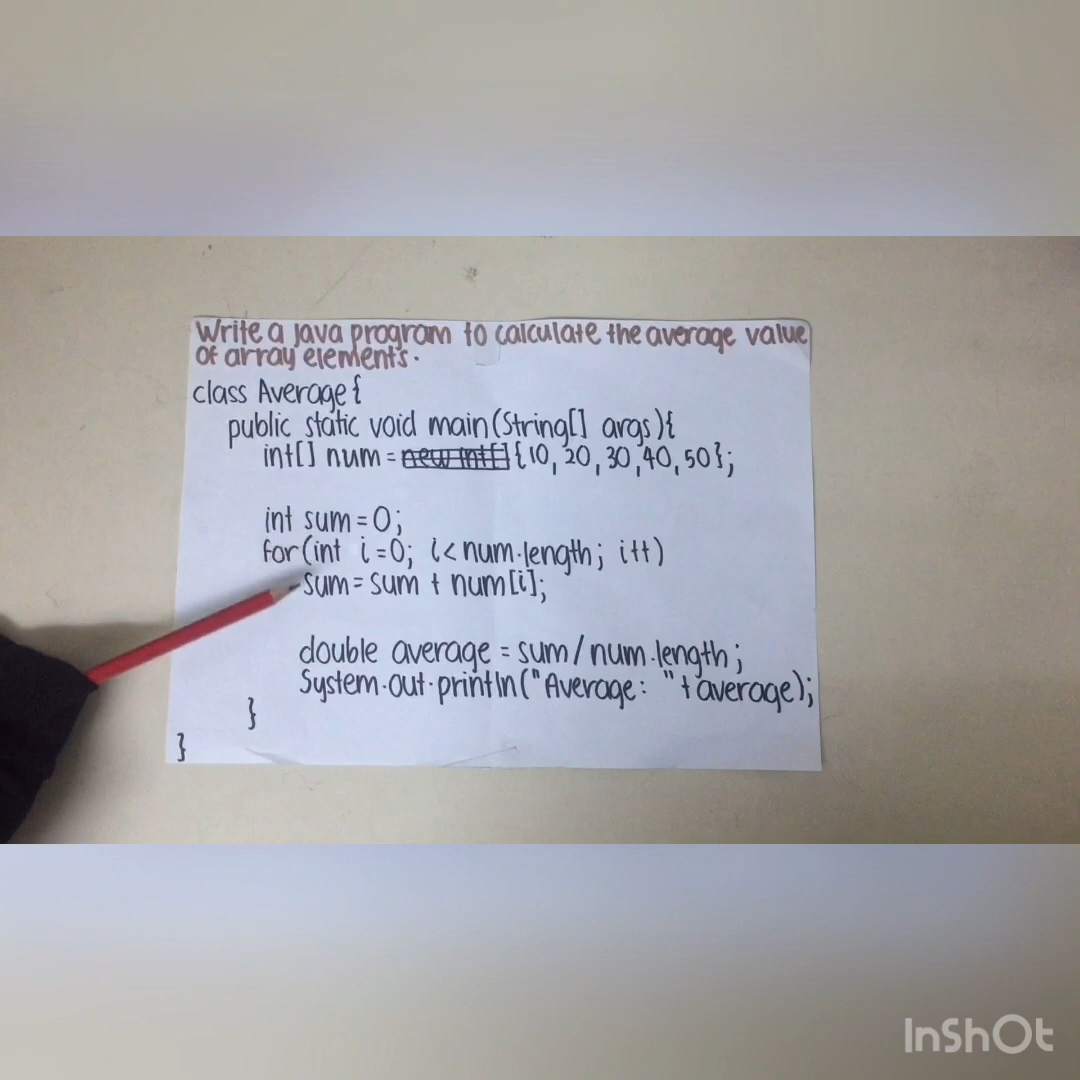 Write a java program to calculate the average value
of array elements.
class Average{
public static void main(String[] args){
int[] num = new int[] {10, 20, 30, 40, 50};
int sum = 0;
for(int i = 0; i < num.length; i++)
sum = sum + num[i];
double average = sum / num.length;
System.out.println("Average: " + average);
}
}
InShOt